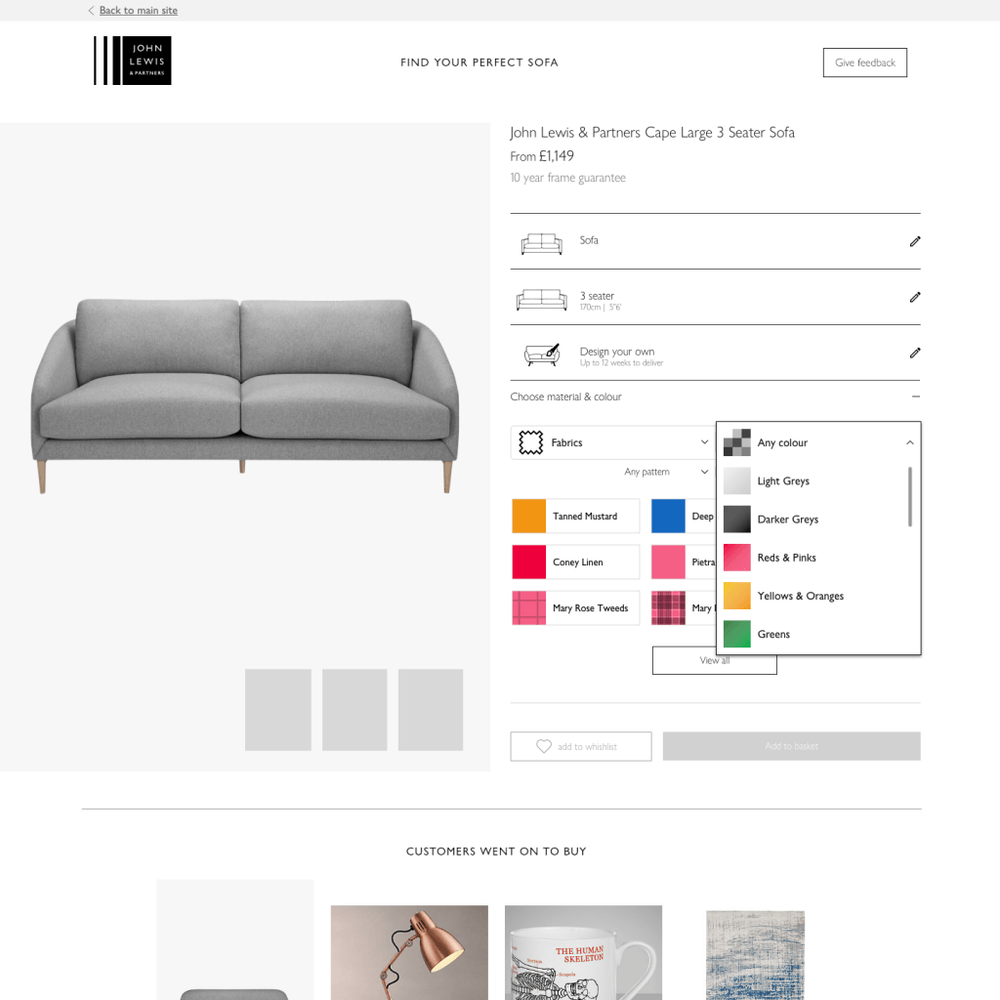 Back to main site
JOHN
LEWIS
& PARTNERS
FIND YOUR PERFECT SOFA
Give feedback
John Lewis & Partners Cape Large 3 Seater Sofa
From £1,149
10 year frame guarantee
Sofa
3 seater
170cm | 5'6'
Design your own
Up to 12 weeks to deliver
Choose material & colour
Fabrics
Any colour
Any pattern
Light Greys
Darker Greys
Reds & Pinks
Yellows & Oranges
Greens
Tanned Mustard
Deep
Coney Linen
Pietra
Mary Rose Tweeds
Mary
View all
add to whishlist
Add to basket
CUSTOMERS WENT ON TO BUY
THE HUMAN
SKELETON